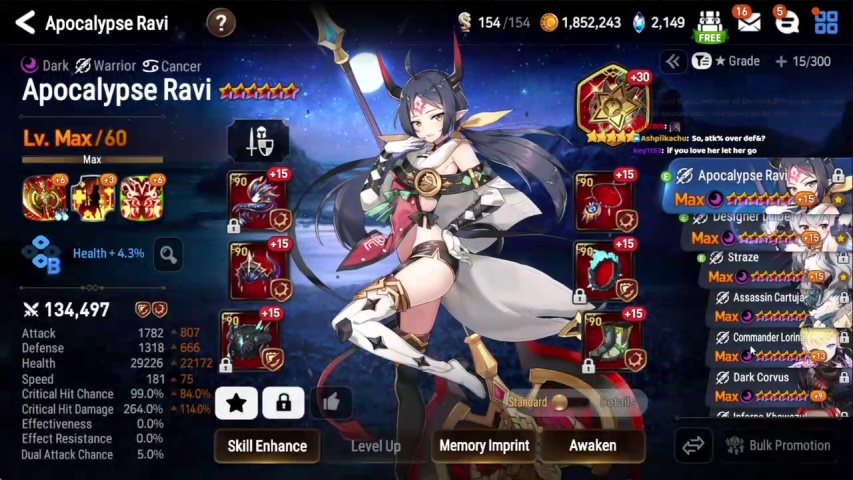 Apocalypse Ravi
?
154/154
1,852,243
2,149
FREE
16
5
Dark Warrior Cancer
Apocalypse Ravi
Lv. Max/60
Max
+6
+3
+6
B
Health + 4.3%
134,497
Attack 1782 807
Defense 1318 666
Health 29226 22172
Speed 181 75
Critical Hit Chance 99.0% 84.0%
Critical Hit Damage 264.0% 114.0%
Effectiveness 0.0%
Effect Resistance 0.0%
Dual Attack Chance 5.0%
90 +15
90 +15
90 +15
+30
90 +15
90 +15
90 +15
Standard Details
Skill Enhance
Level Up
Memory Imprint
Awaken
Grade
+ 15/300
Ashpiikachu: So, atk% over def&?
if you love her let her go
Apocalypse Ravi
Max +15
Max +15
Straze
Max +15
Assassin Cartuja
Max
Commander Lorina
Max +13
Dark Corvus
Max +9
Bulk Promotion